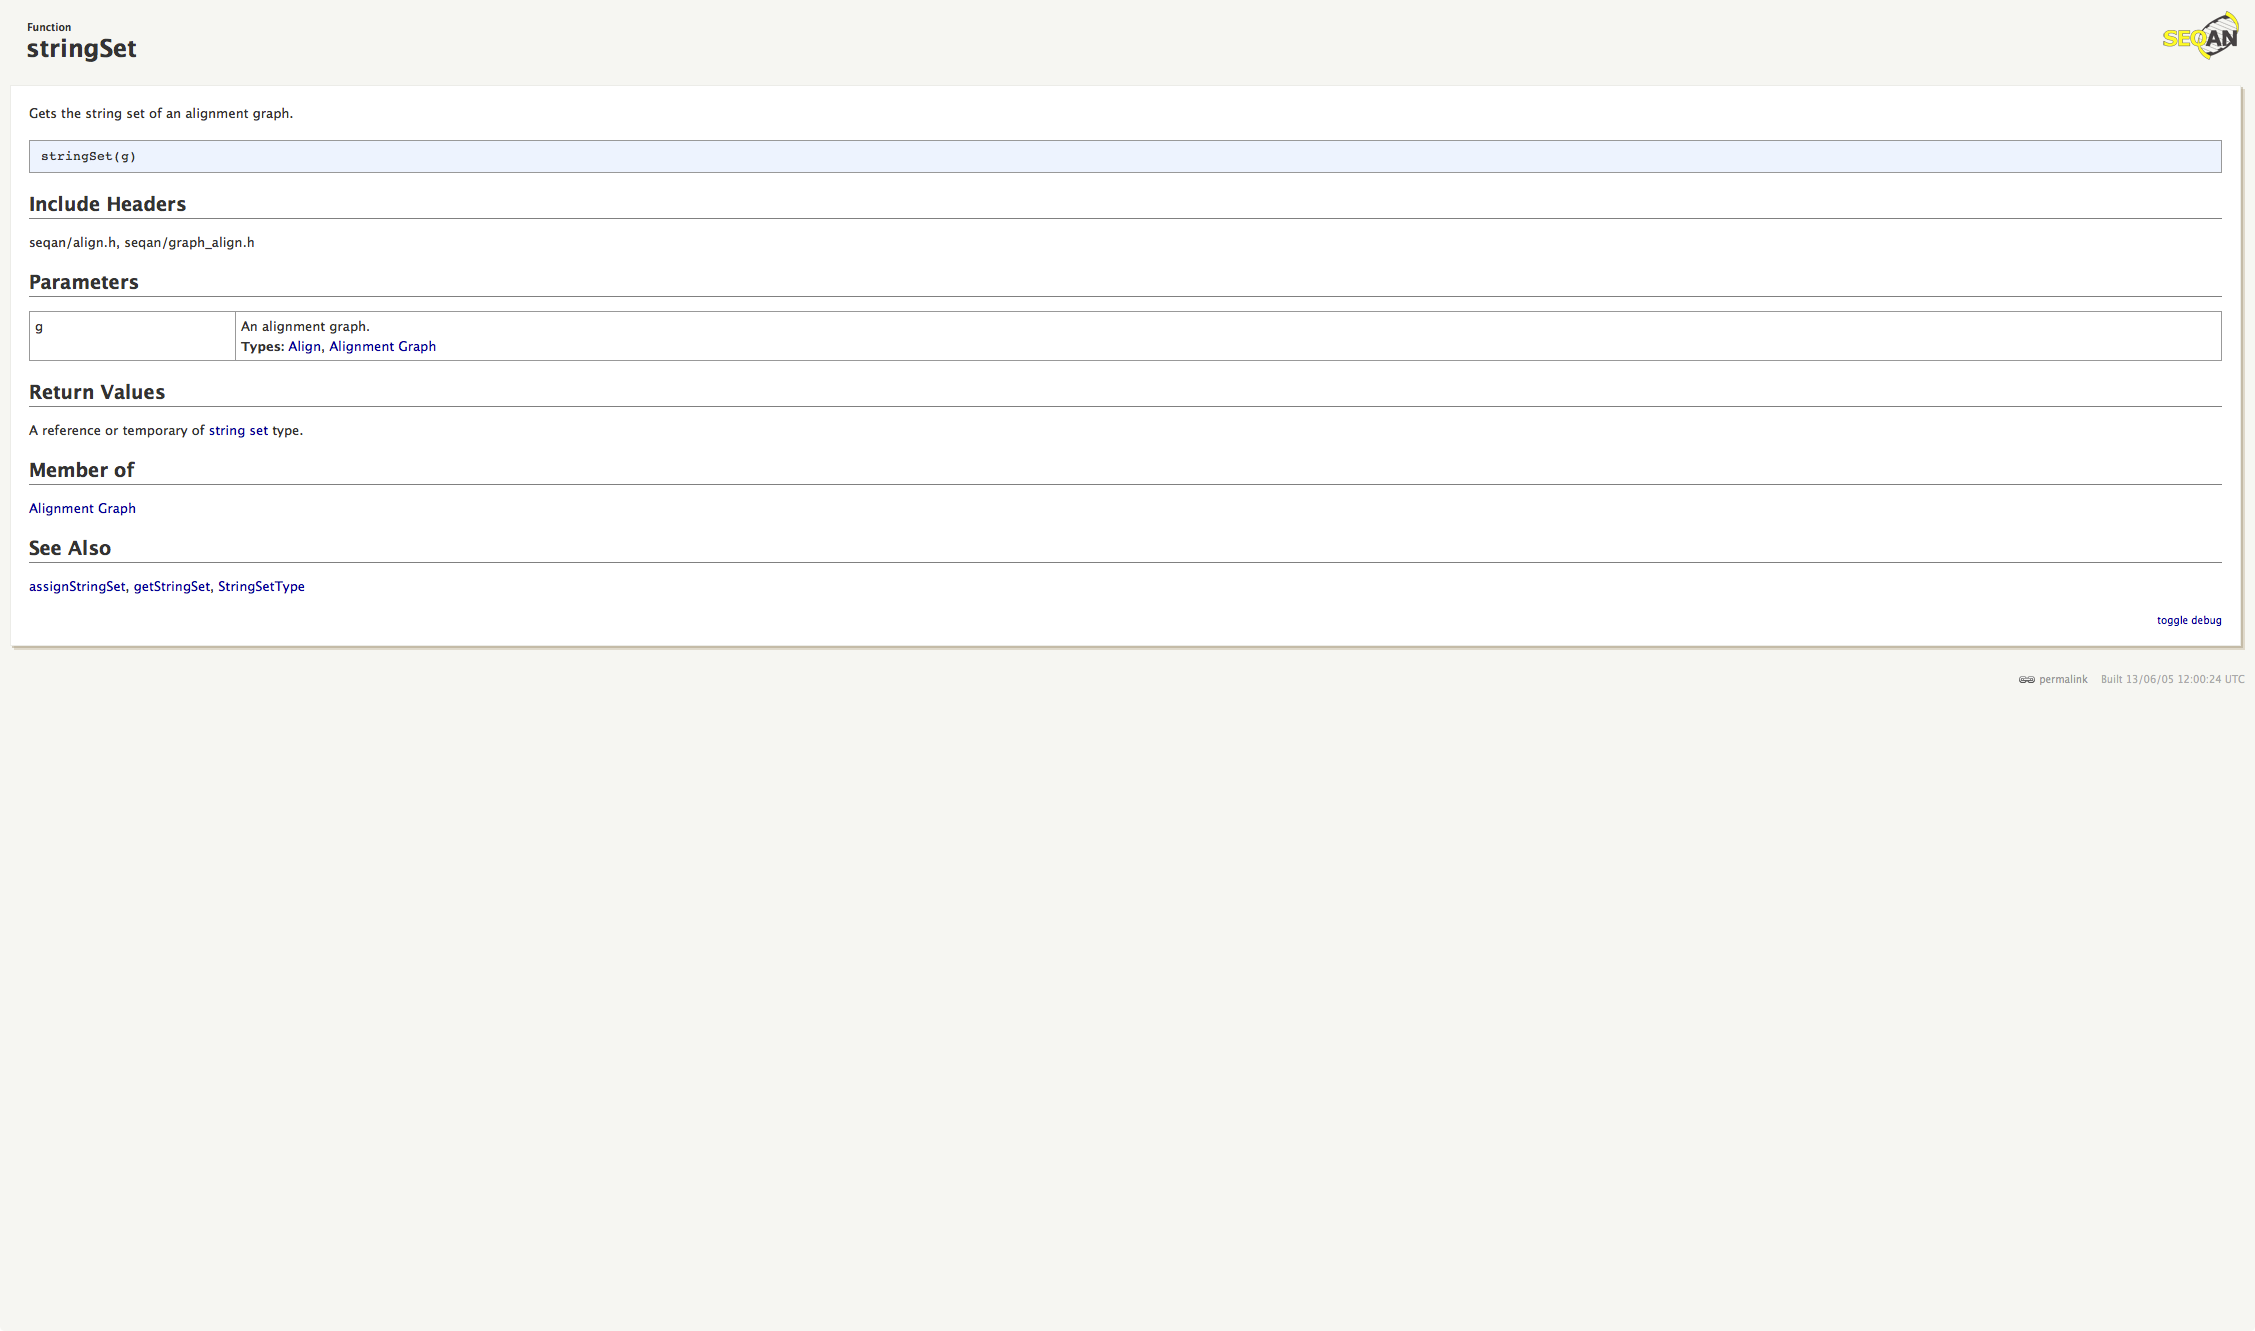 Function
stringSet
SEQAN
Gets the string set of an alignment graph.
stringSet(g)
Include Headers
seqan/align.h, seqan/graph_align.h
Parameters
g
An alignment graph.
Types: Align, Alignment Graph
Return Values
A reference or temporary of string set type.
Member of
Alignment Graph
See Also
assignStringSet, getStringSet, StringSetType
toggle debug
permalink Built 13/06/05 12:00:24 UTC